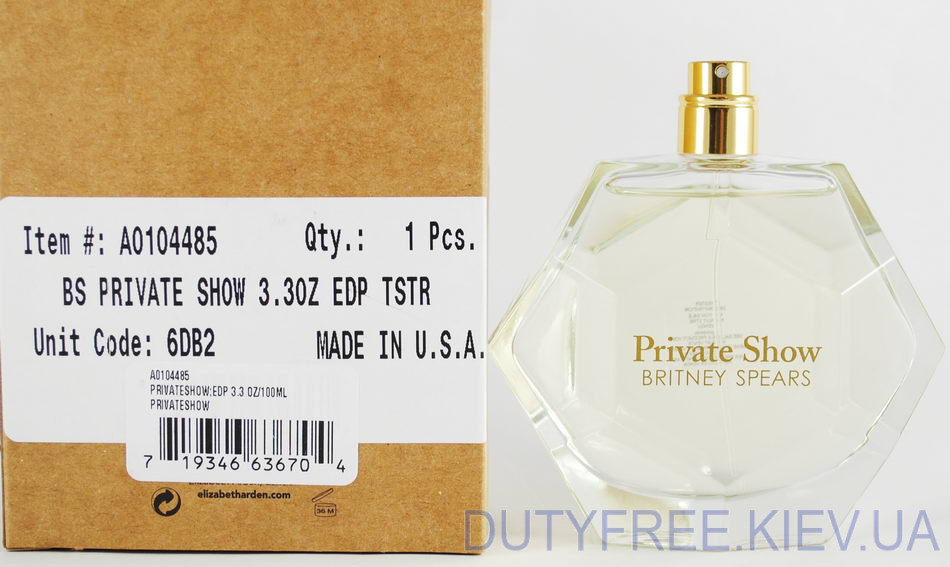 Item #: A0104485 Qty.: 1 Pcs.
BS PRIVATE SHOW 3.3OZ EDP TSTR
Unit Code: 6DB2 MADE IN U.S.A.
A0104485
PRIVATESHOW:EDP 3.3 OZ/100ML
PRIVATESHOW
7 19346 63670 4
elizabetharden.com
36 M
Private Show
BRITNEY SPEARS
DUTYFREE.KIEV.UA